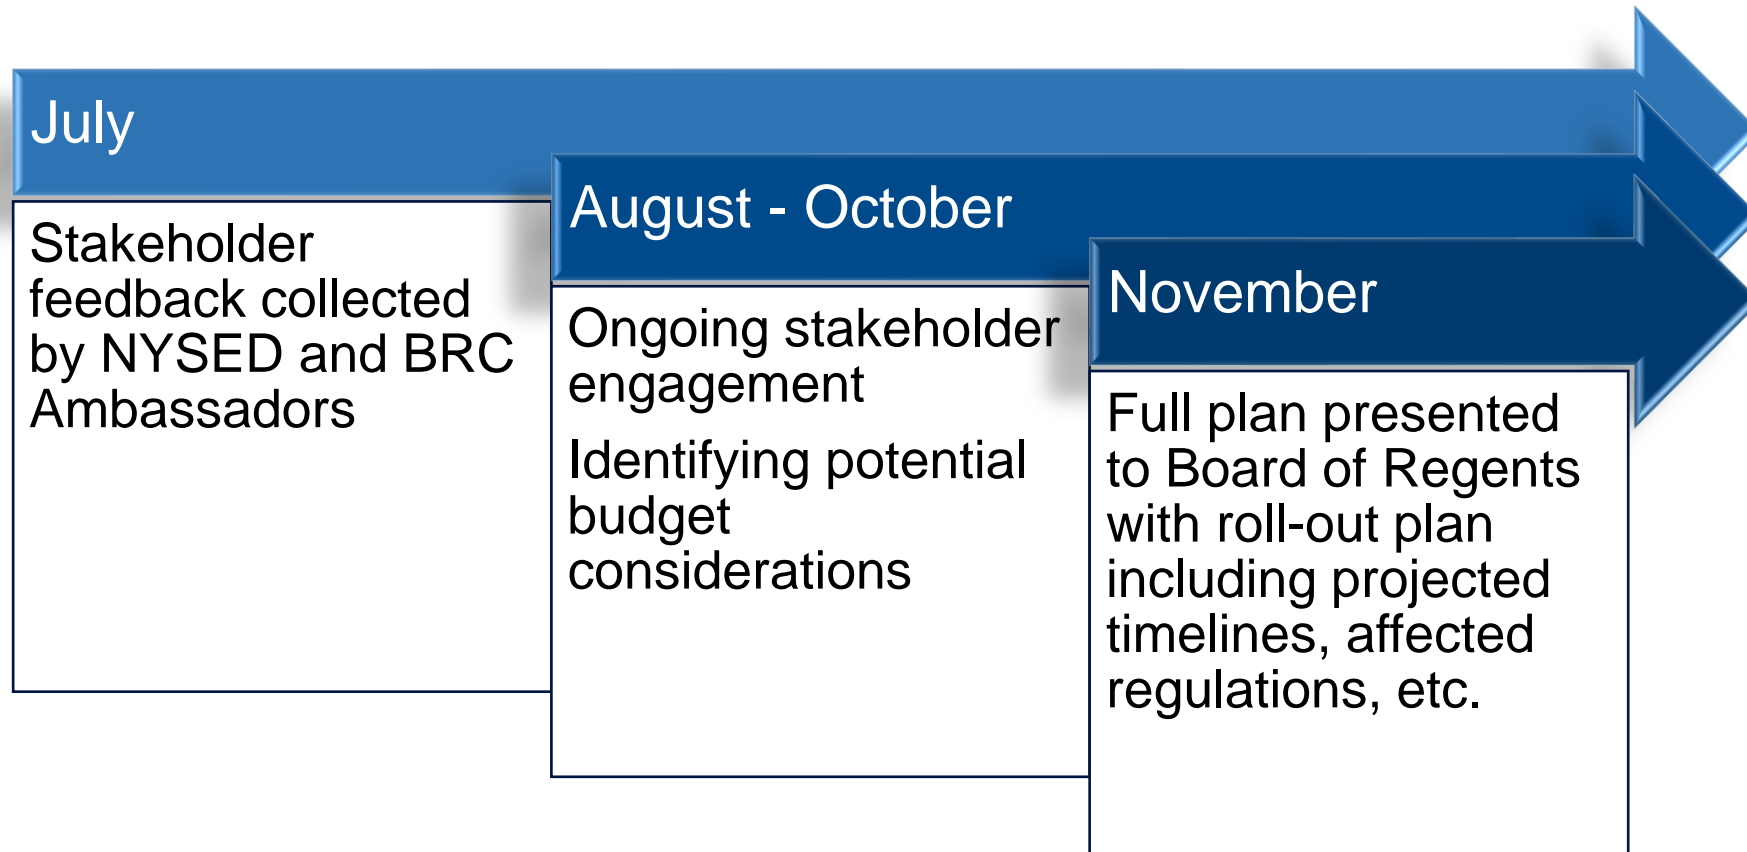 July
Stakeholder
feedback collected
by NYSED and BRC
Ambassadors
August - October
Ongoing stakeholder
engagement
Identifying potential
budget
considerations
November
Full plan presented
to Board of Regents
with roll-out plan
including projected
timelines, affected
regulations, etc.